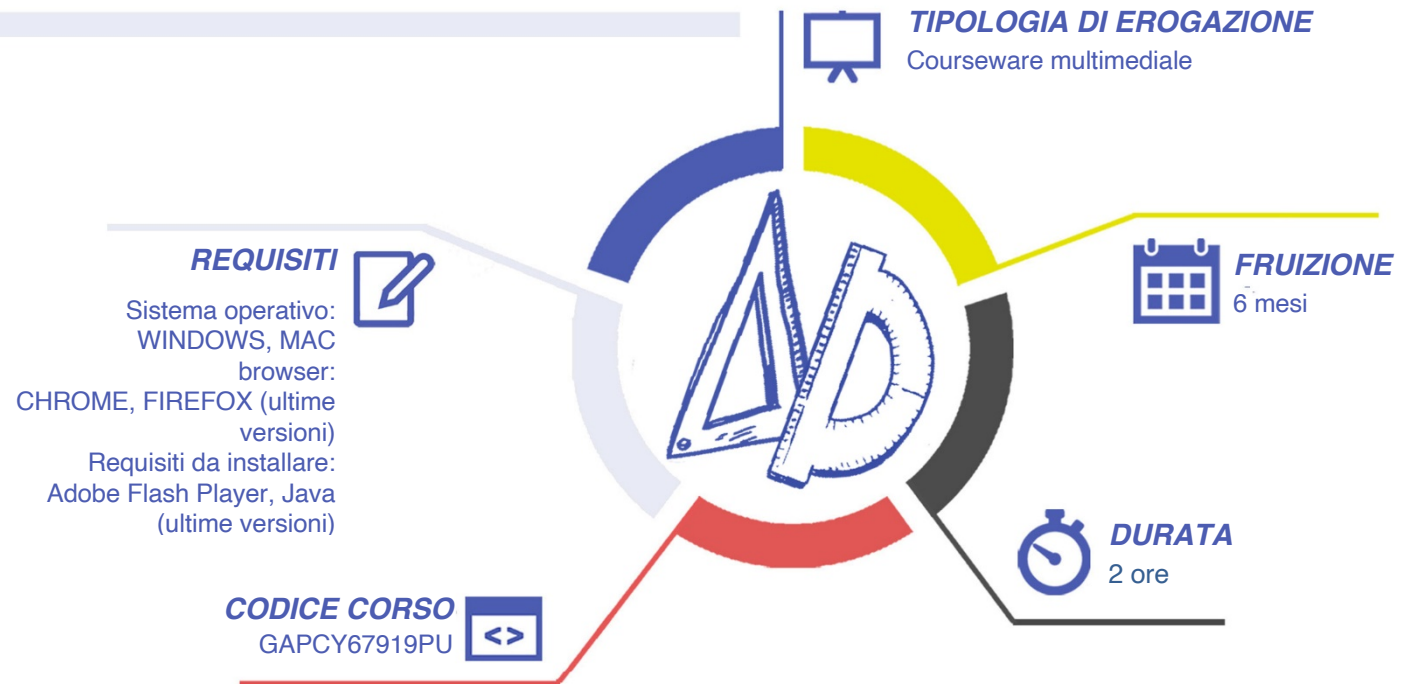 TIPOLOGIA DI EROGAZIONE
Courseware multimediale
REQUISITI
Sistema operativo:
WINDOWS, MAC
browser:
CHROME, FIREFOX (ultime
versioni)
Requisiti da installare:
Adobe Flash Player, Java
(ultime versioni)
FRUIZIONE
6 mesi
DURATA
2 ore
CODICE CORSO
GAPCY67919PU
<>